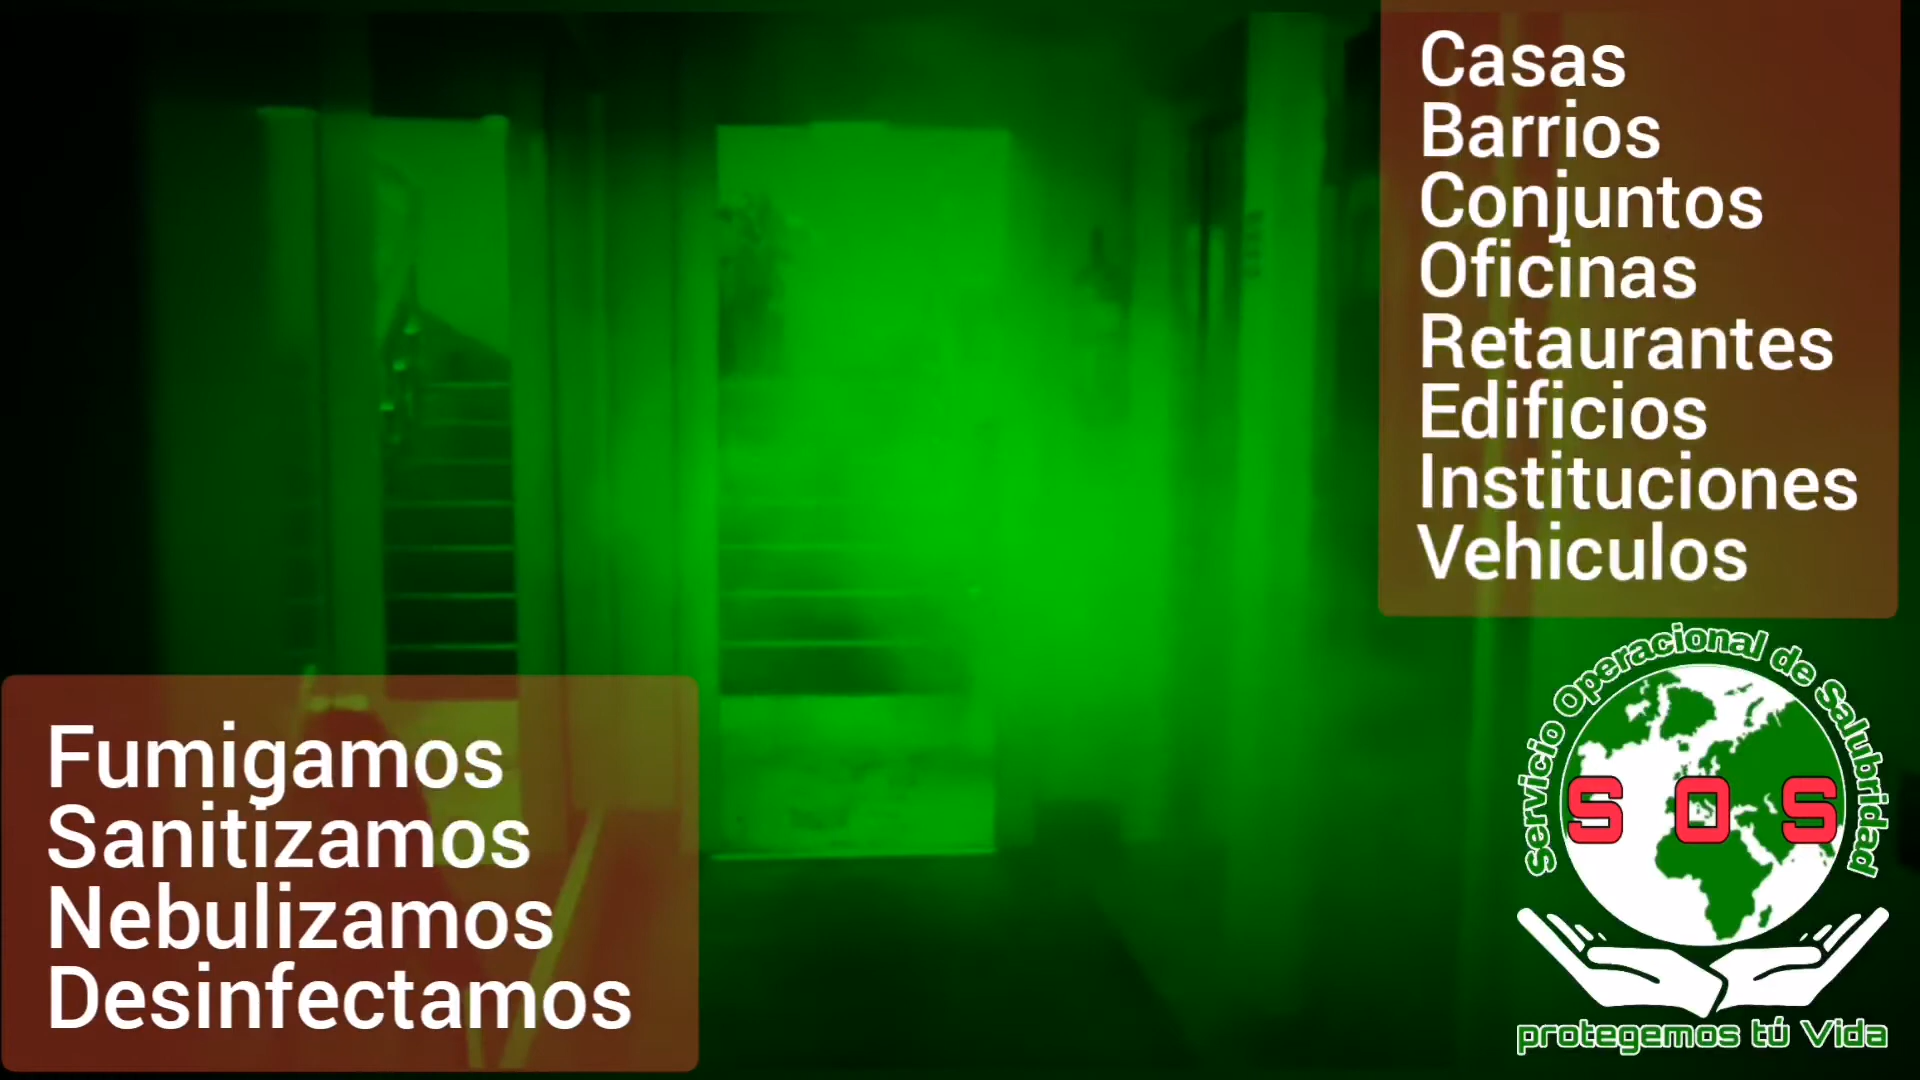 Casas
Barrios
Conjuntos
Oficinas
Retaurantes
Edificios
Instituciones
Vehiculos
Fumigamos
Sanitizamos
Nebulizamos
Desinfectamos
Servicio Operacional de Salubridad
S O S
protegemos tú Vida